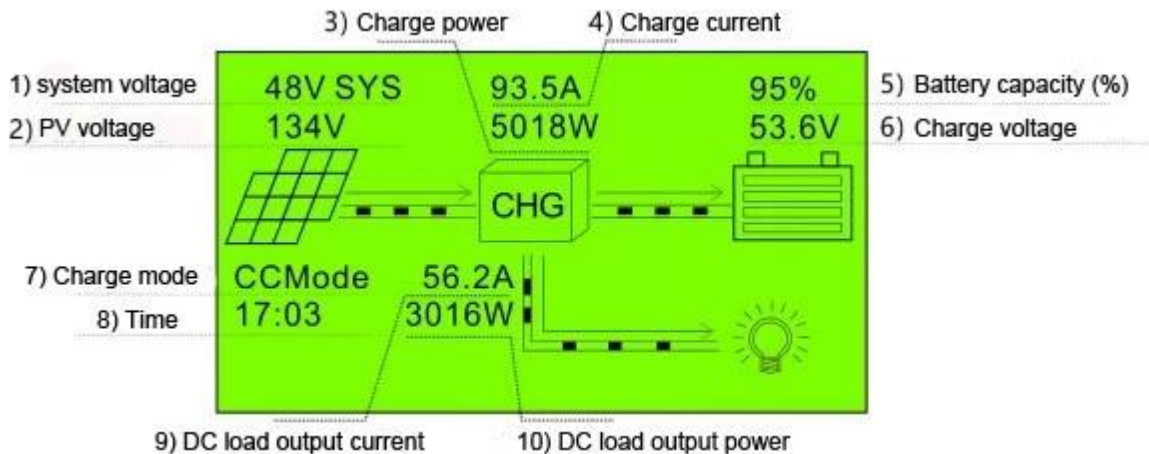 3) Charge power
4) Charge current
1) system voltage
48V SYS
93.5A
95%
5) Battery capacity (%)
2) PV voltage
134V
5018W
53.6V
6) Charge voltage
CHG
7) Charge mode
CCMode
56.2A
8) Time
17:03
3016W
9) DC load output current
10) DC load output power